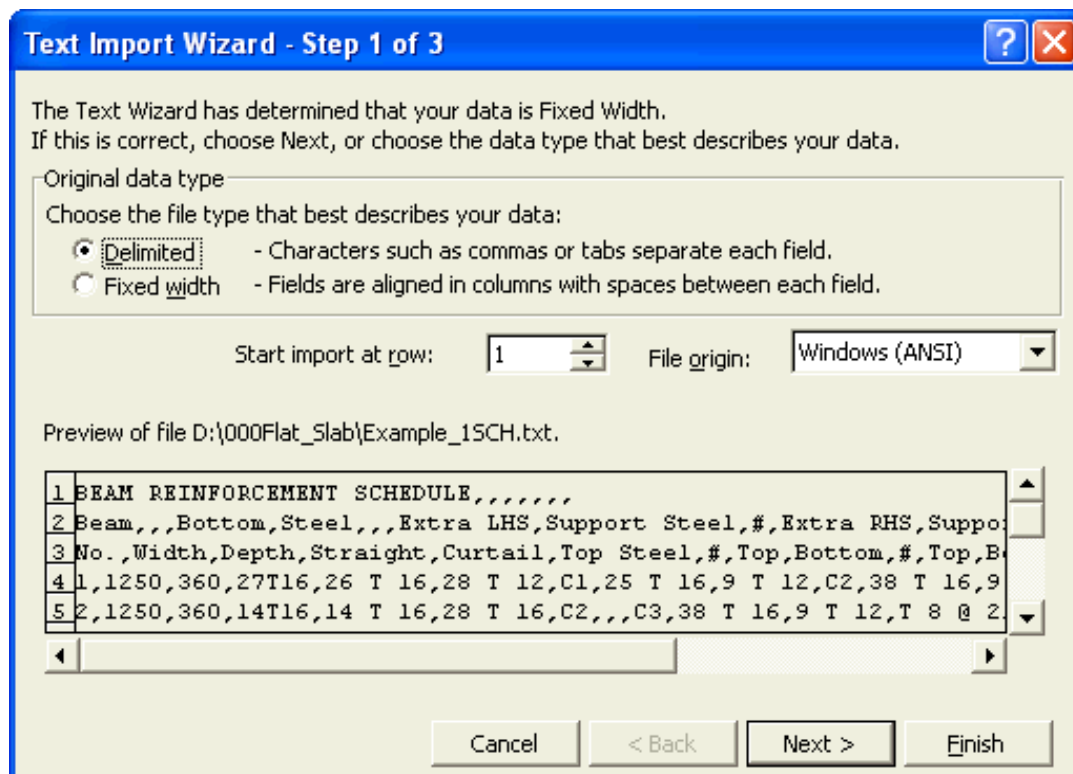 Text Import Wizard - Step 1 of 3
The Text Wizard has determined that your data is Fixed Width.
If this is correct, choose Next, or choose the data type that best describes your data.
Original data type
Choose the file type that best describes your data:
Delimited - Characters such as commas or tabs separate each field.
Fixed width - Fields are aligned in columns with spaces between each field.
Start import at row: 1 File origin: Windows (ANSI)
Preview of file D:\000Flat_Slab\Example_1SCH.txt.
1 BEAM REINFORCEMENT SCHEDULE,,,,,,,
2 Beam,,,Bottom,Steel,,,Extra LHS,Support Steel,#,Extra RHS,Suppo
3 No.,Width,Depth,Straight,Curtail,Top Steel,#,Top,Bottom,#,Top,B
4 1,1250,360,27T16,26 T 16,28 T 12,C1,25 T 16,9 T 12,C2,38 T 16,9
5 2,1250,360,14T16,14 T 16,28 T 16,C2,,,C3,38 T 16,9 T 12,T 8 @ 2
Cancel < Back Next > Finish